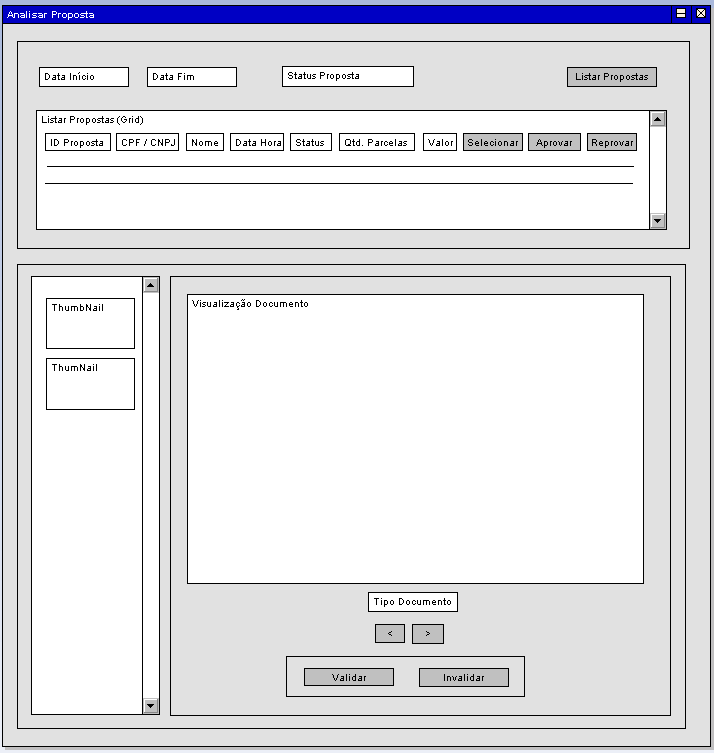 Analisar Proposta
Data Início Data Fim Status Proposta Listar Propostas
Listar Propostas (Grid)
ID Proposta CPF / CNPJ Nome Data Hora Status Qtd. Parcelas Valor Selecionar Aprovar Reprovar
ThumbNail
ThumNail
Visualização Documento
Tipo Documento
< >
Validar Invalidar